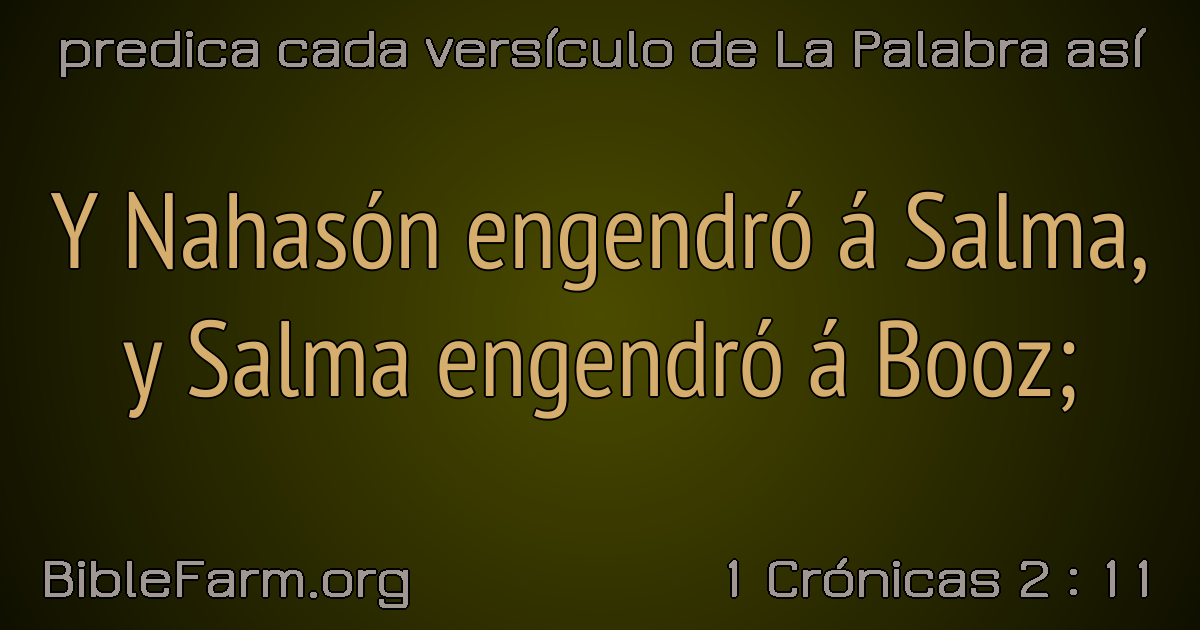 predica cada versículo de La Palabra así
Y Nahasón engendró á Salma,
y Salma engendró á Booz;
BibleFarm.org
1 Crónicas 2 : 11